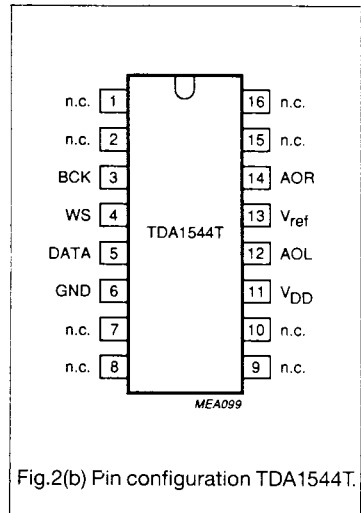 n.c. 1 16 n.c.
n.c. 2 15 n.c.
BCK 3 14 AOR
WS 4 13 Vref
TDA1544T
DATA 5 12 AOL
GND 6 11 VDD
n.c. 7 10 n.c.
n.c. 8 9 n.c.
MEA099
Fig.2(b) Pin configuration TDA1544T.